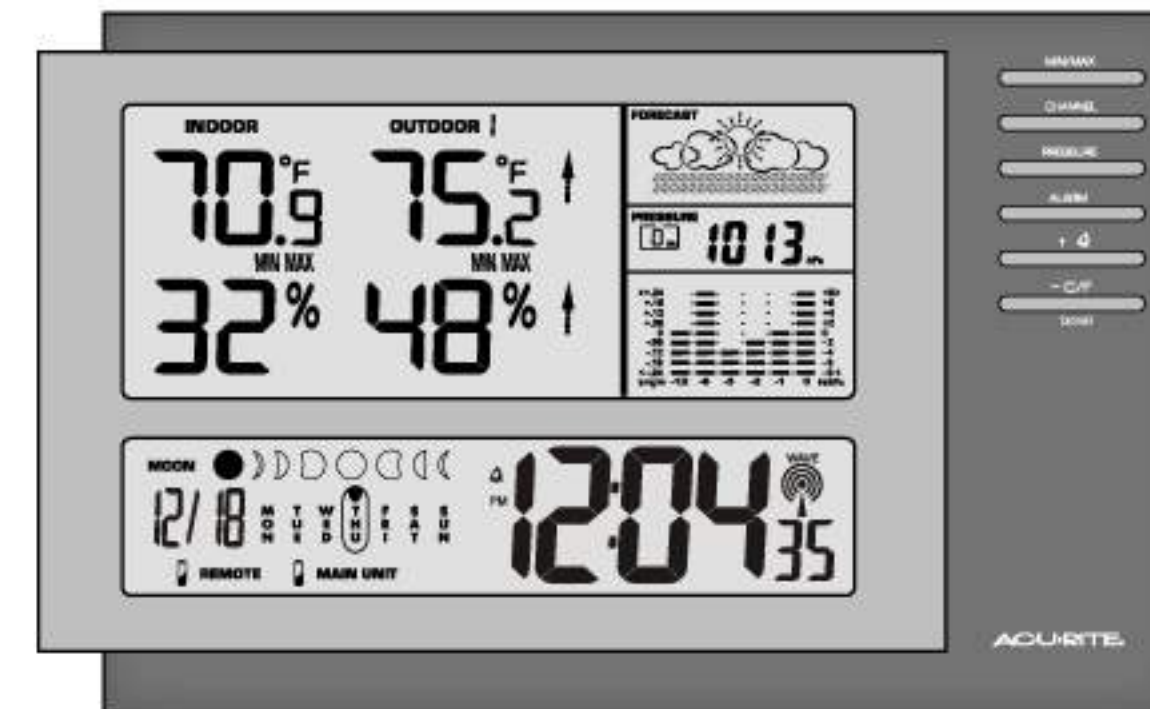 INDOOR OUTDOOR
70.9 °F 75.2 °F
MIN MAX MIN MAX
32% 48%
FORECAST
PRESSURE
1013
MOON
12/18 MON TUE WED THU FRI SAT SUN
REMOTE MAIN UNIT
PM 12:04 35
WAVE
MIN/MAX
CHANNEL
PRESSURE
ALARM
+
- C/F
DOWN
ACU•RITE